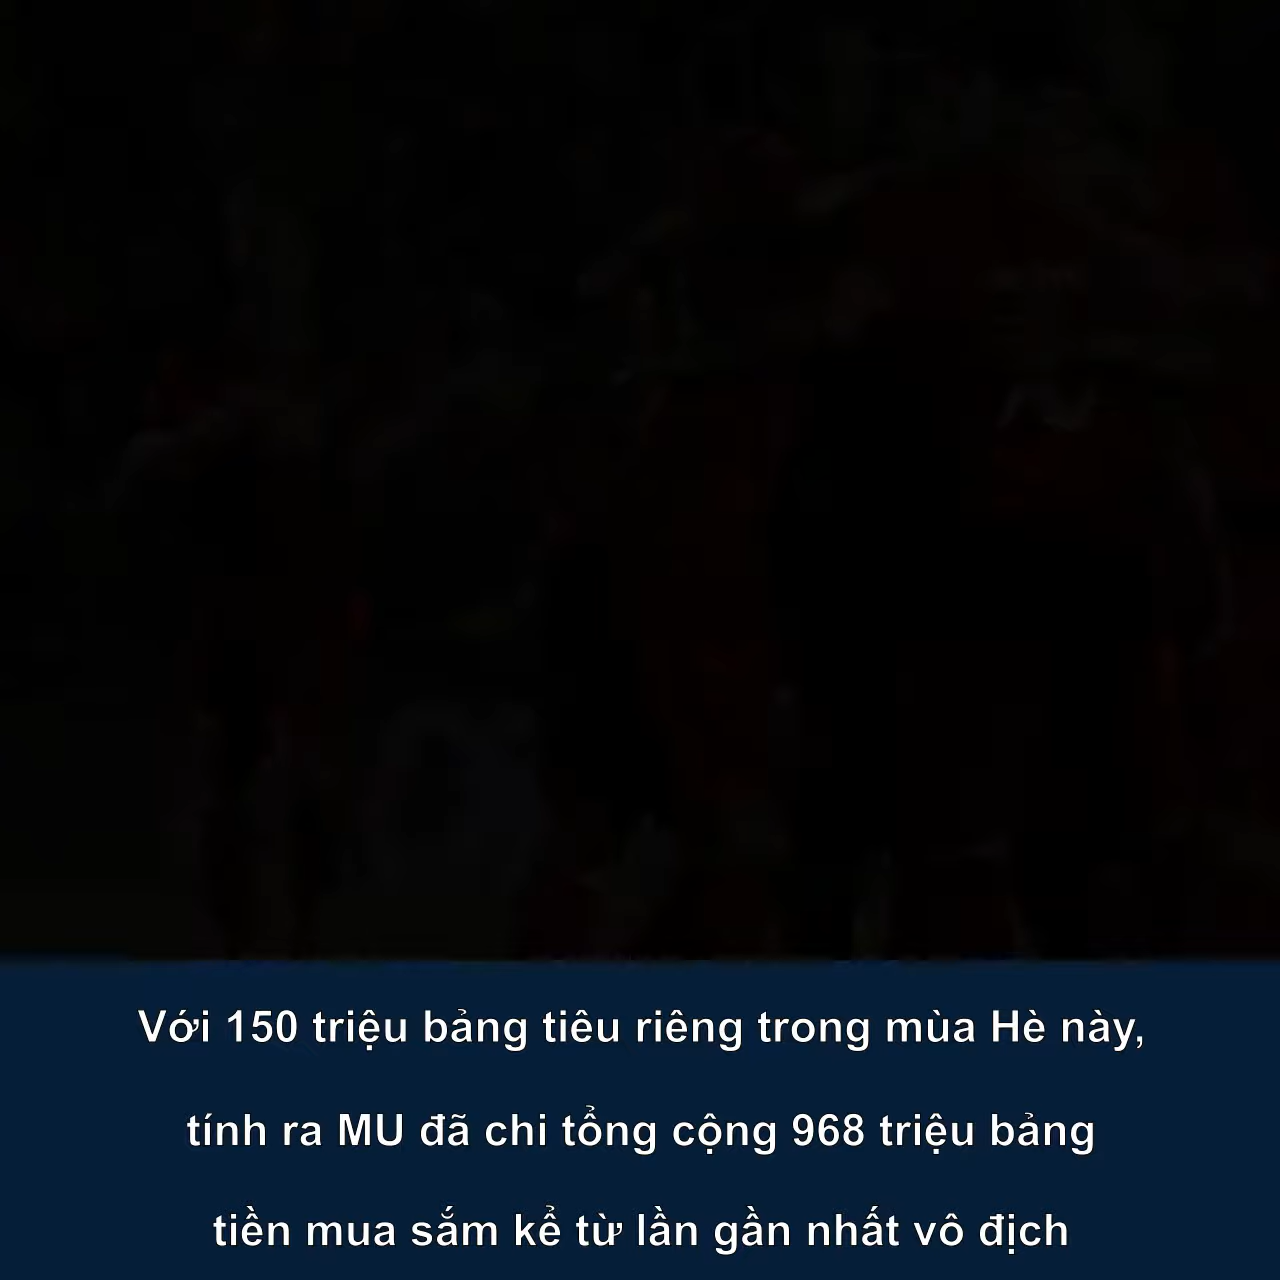 Với 150 triệu bảng tiêu riêng trong mùa Hè này,
tính ra MU đã chi tổng cộng 968 triệu bảng
tiền mua sắm kể từ lần gần nhất vô địch